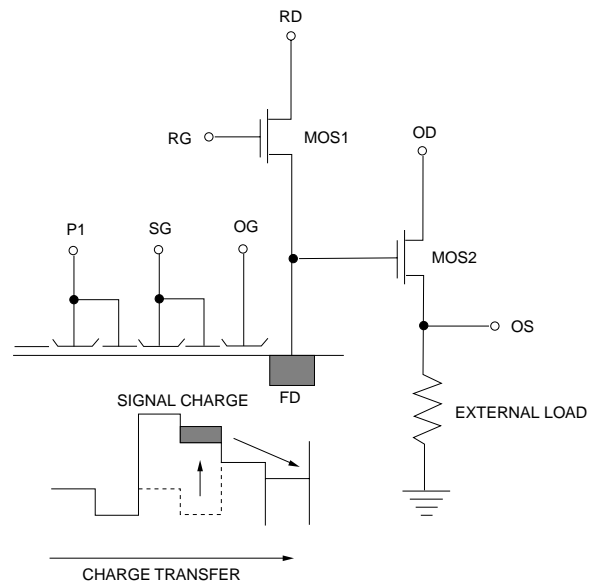 RD
RG
MOS1
OD
P1
SG
OG
MOS2
OS
SIGNAL CHARGE
FD
EXTERNAL LOAD
CHARGE TRANSFER